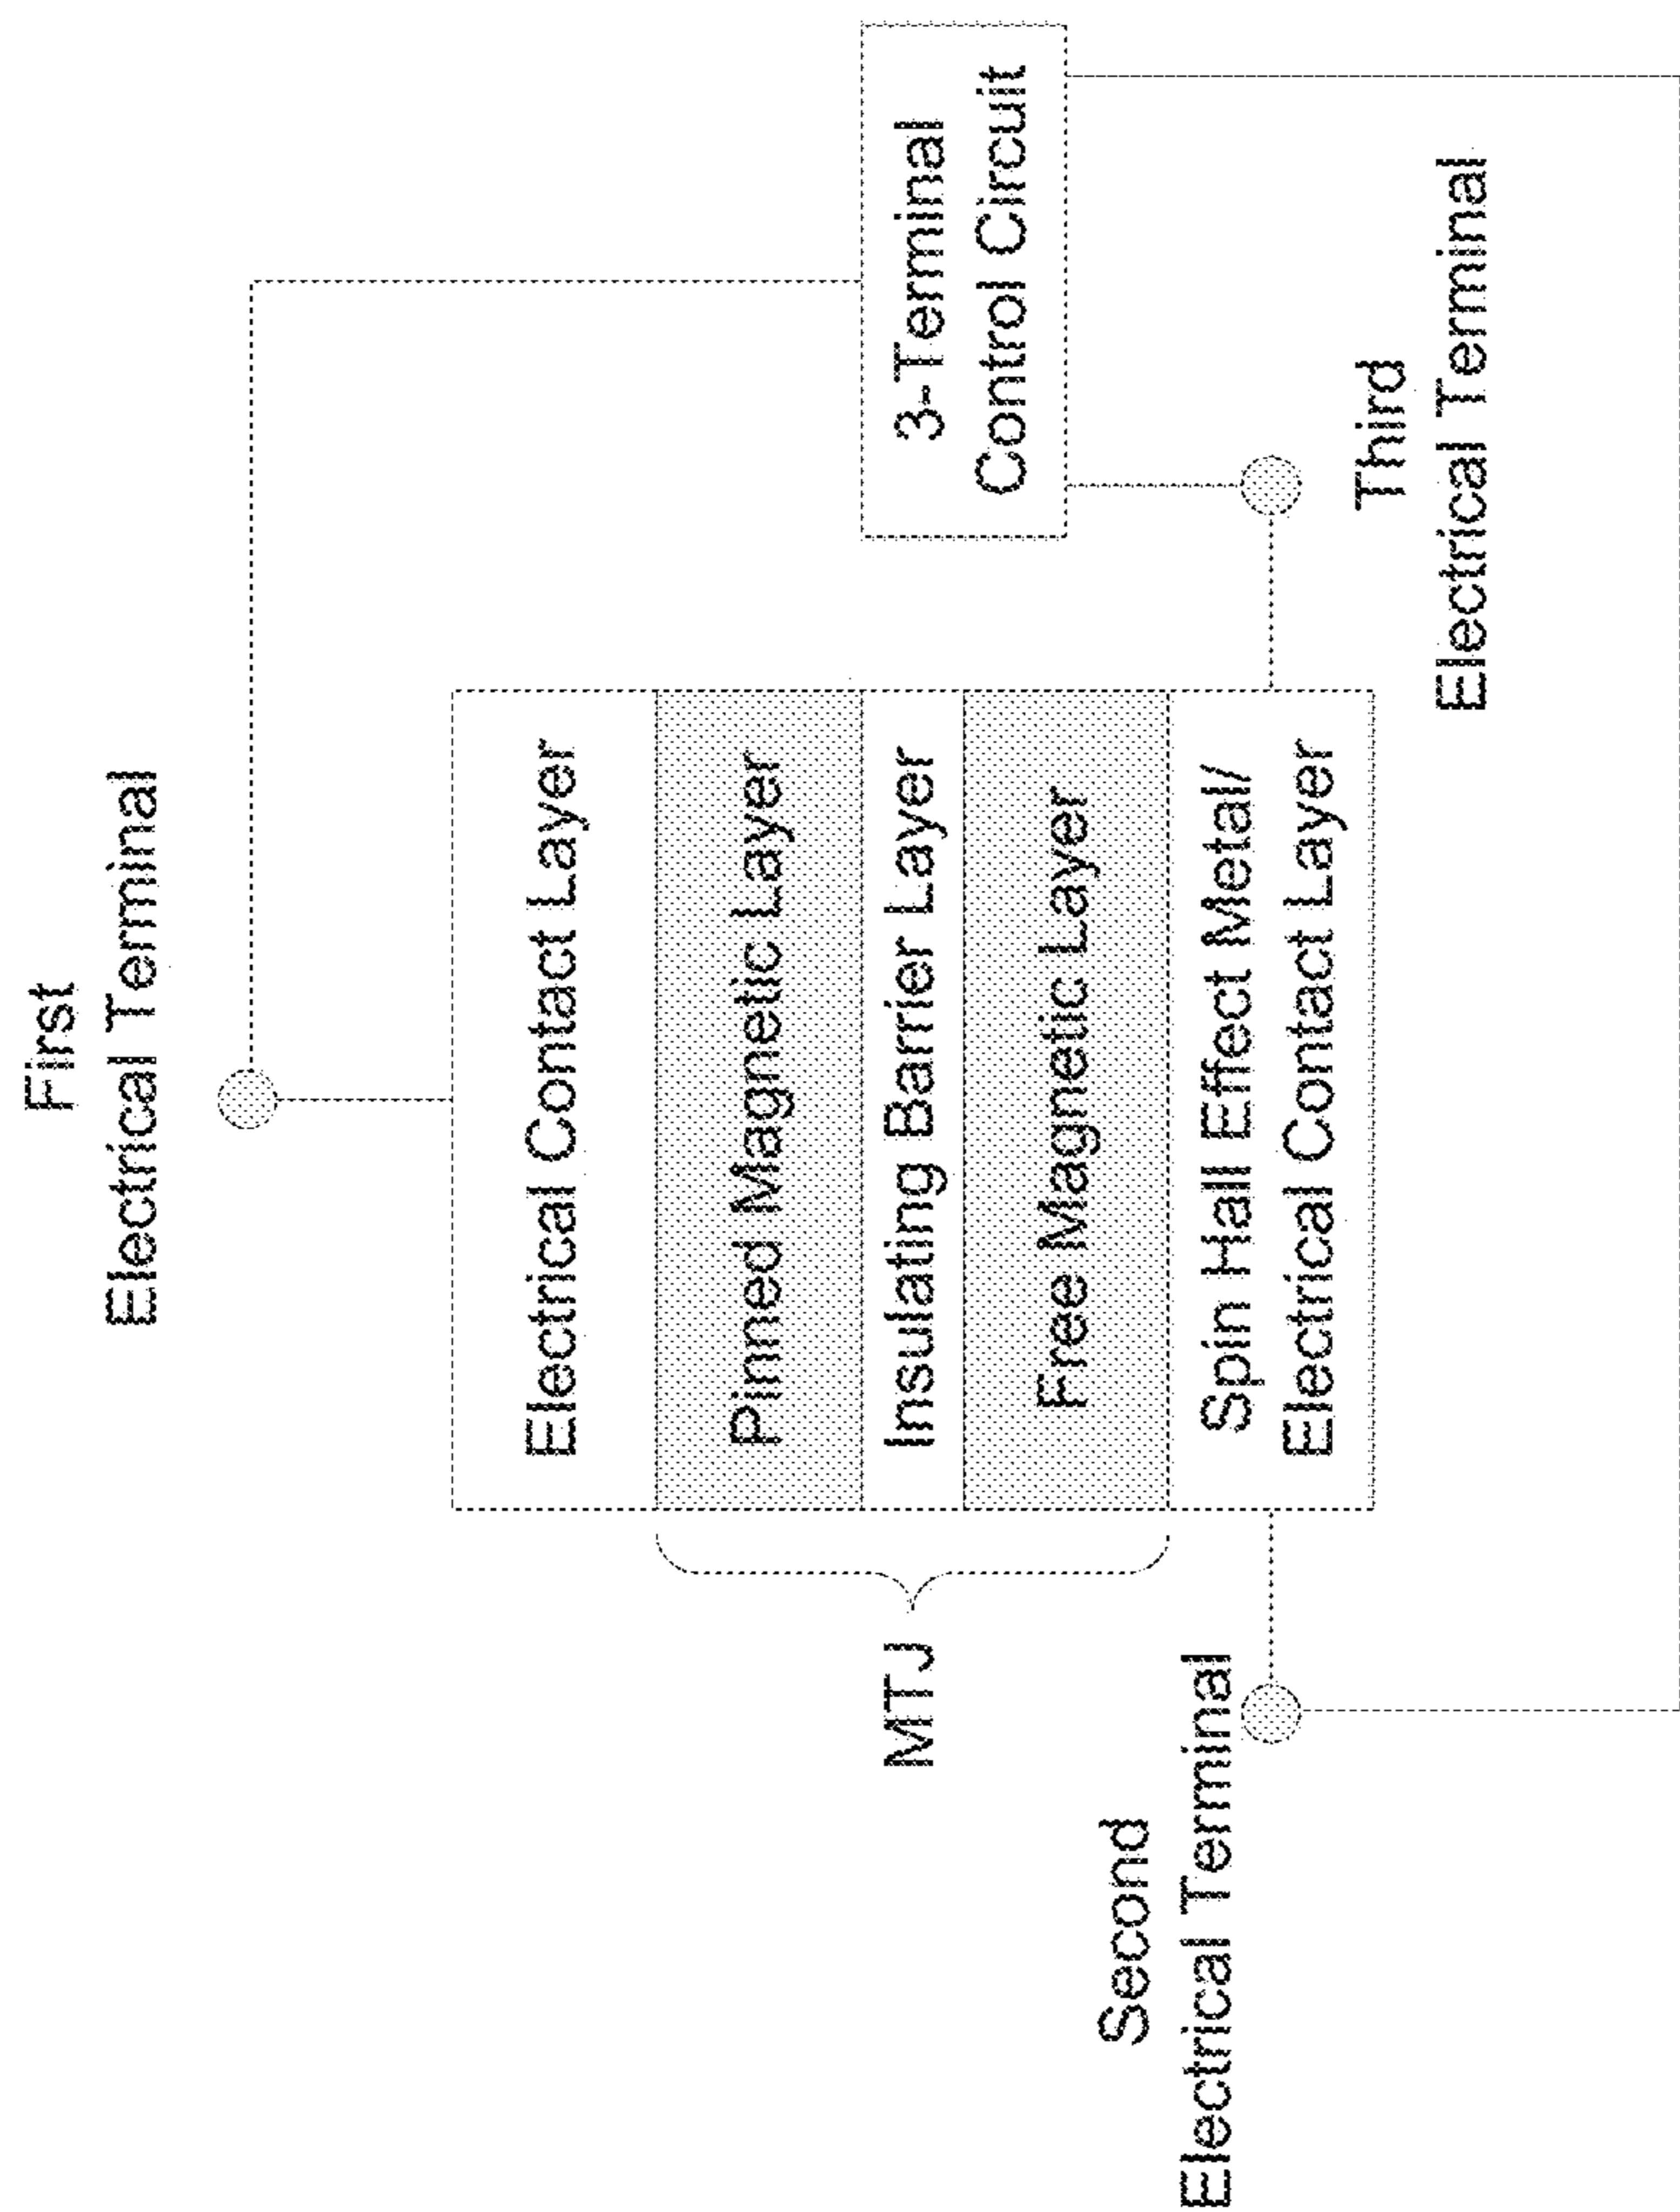 First
Electrical Terminal
Electrical Contact Layer
Pinned Magnetic Layer
Insulating Barrier Layer
Free Magnetic Layer
Spin Hall Effect Metal/
Electrical Contact Layer
MTJ
Second
Electrical Terminal
3-Terminal
Control Circuit
Third
Electrical Terminal